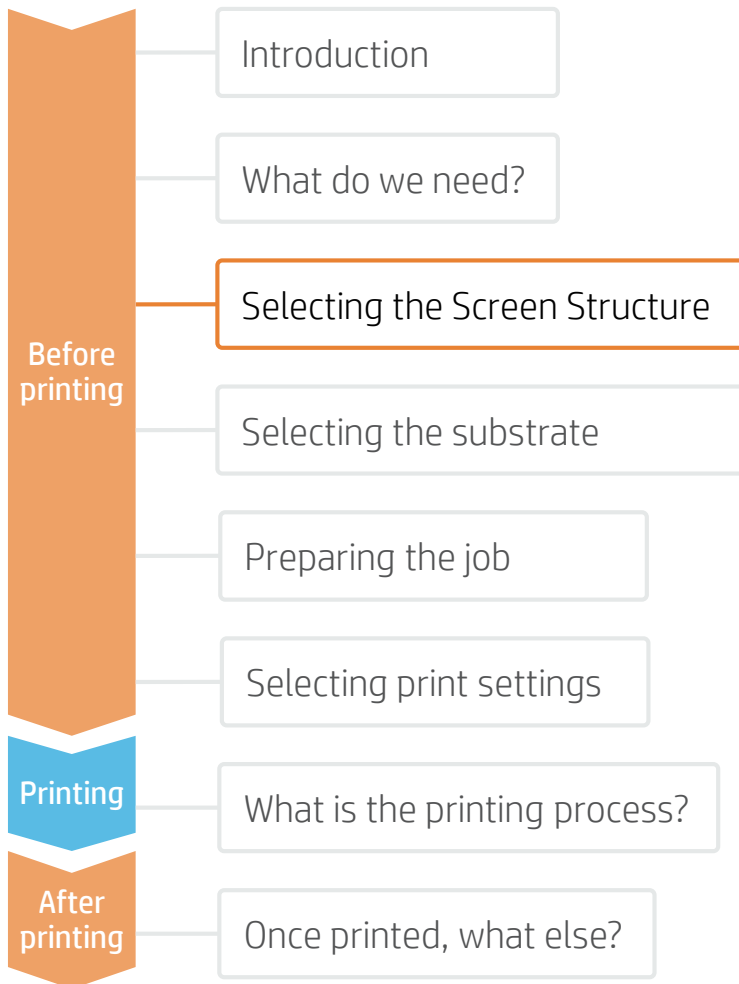 Introduction
What do we need?
Selecting the Screen Structure
Before
printing
Selecting the substrate
Preparing the job
Selecting print settings
Printing
What is the printing process?
After
printing
Once printed, what else?